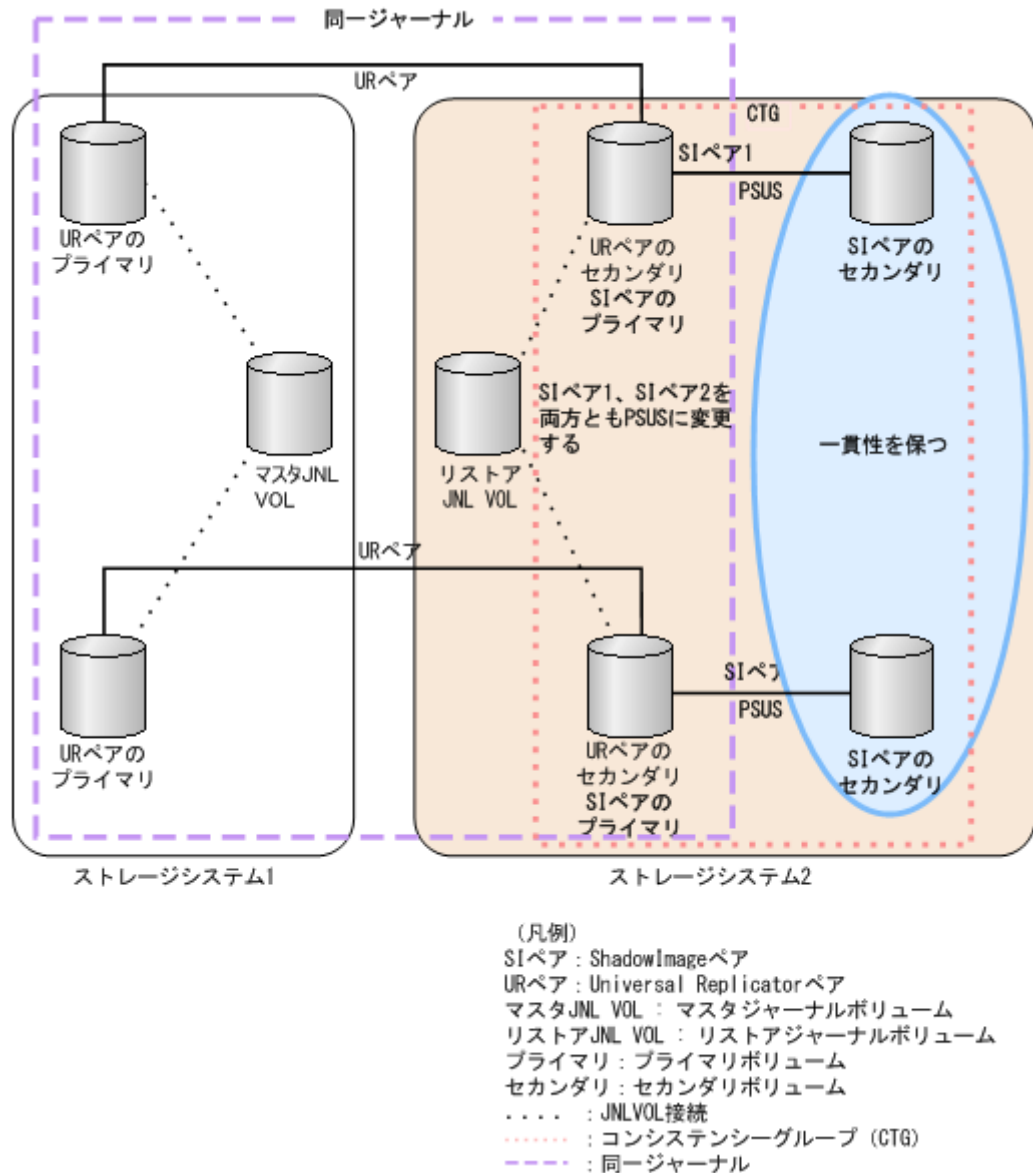 同一ジャーナル
URペア
CTG
SIペア1
PSUS
URペアの
プライマリ
URペアの
セカンダリ
SIペアの
プライマリ
SIペアの
セカンダリ
マスタJNL
VOL
リストア
JNL VOL
SIペア1、SIペア2を
両方ともPSUSに変更
する
一貫性を保つ
URペア
SIペア
PSUS
URペアの
プライマリ
URペアの
セカンダリ
SIペアの
プライマリ
SIペアの
セカンダリ
ストレージシステム1
ストレージシステム2
(凡例)
SIペア：ShadowImageペア
URペア：Universal Replicatorペア
マスタJNL VOL ： マスタジャーナルボリューム
リストアJNL VOL ： リストアジャーナルボリューム
プライマリ：プライマリボリューム
セカンダリ：セカンダリボリューム
：JNLVOL接続
：コンシステンシーグループ (CTG)
：同一ジャーナル